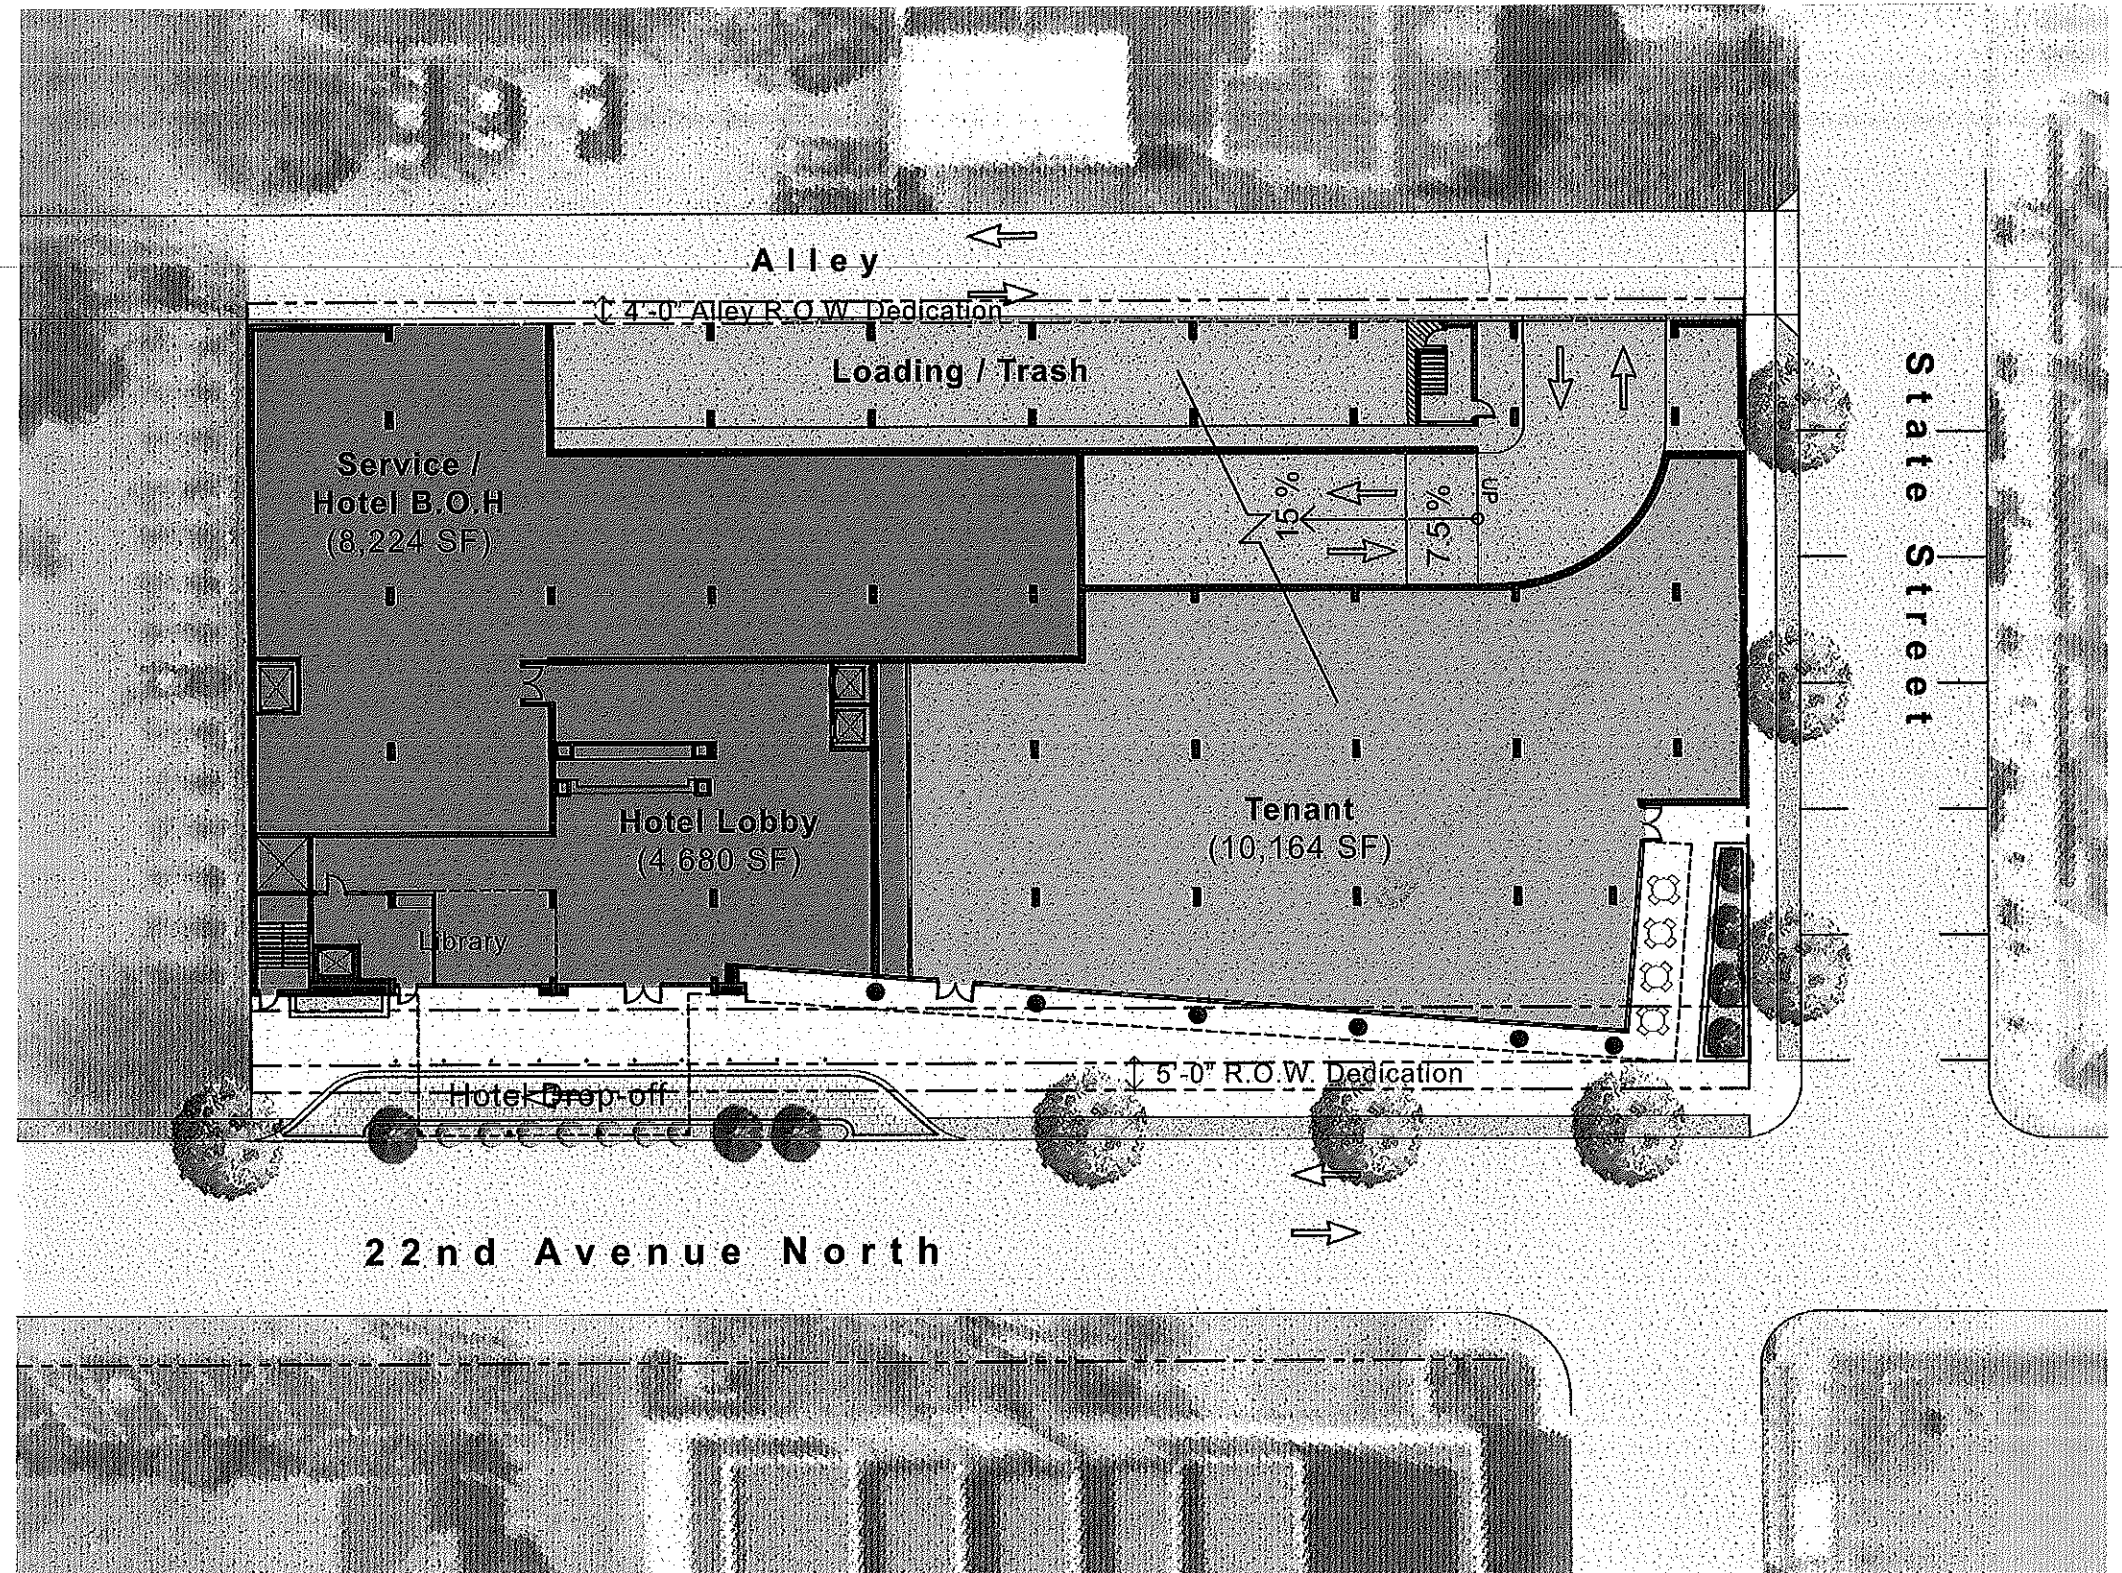 Alley
4'-0" Alley R.O.W. Dedication
Loading / Trash
State Street
Service /
Hotel B.O.H
(8,224 SF)
15%
7.5%
UP
Hotel Lobby
(4,680 SF)
Tenant
(10,164 SF)
Library
5'-0" R.O.W. Dedication
Hotel Drop-off
22nd Avenue North